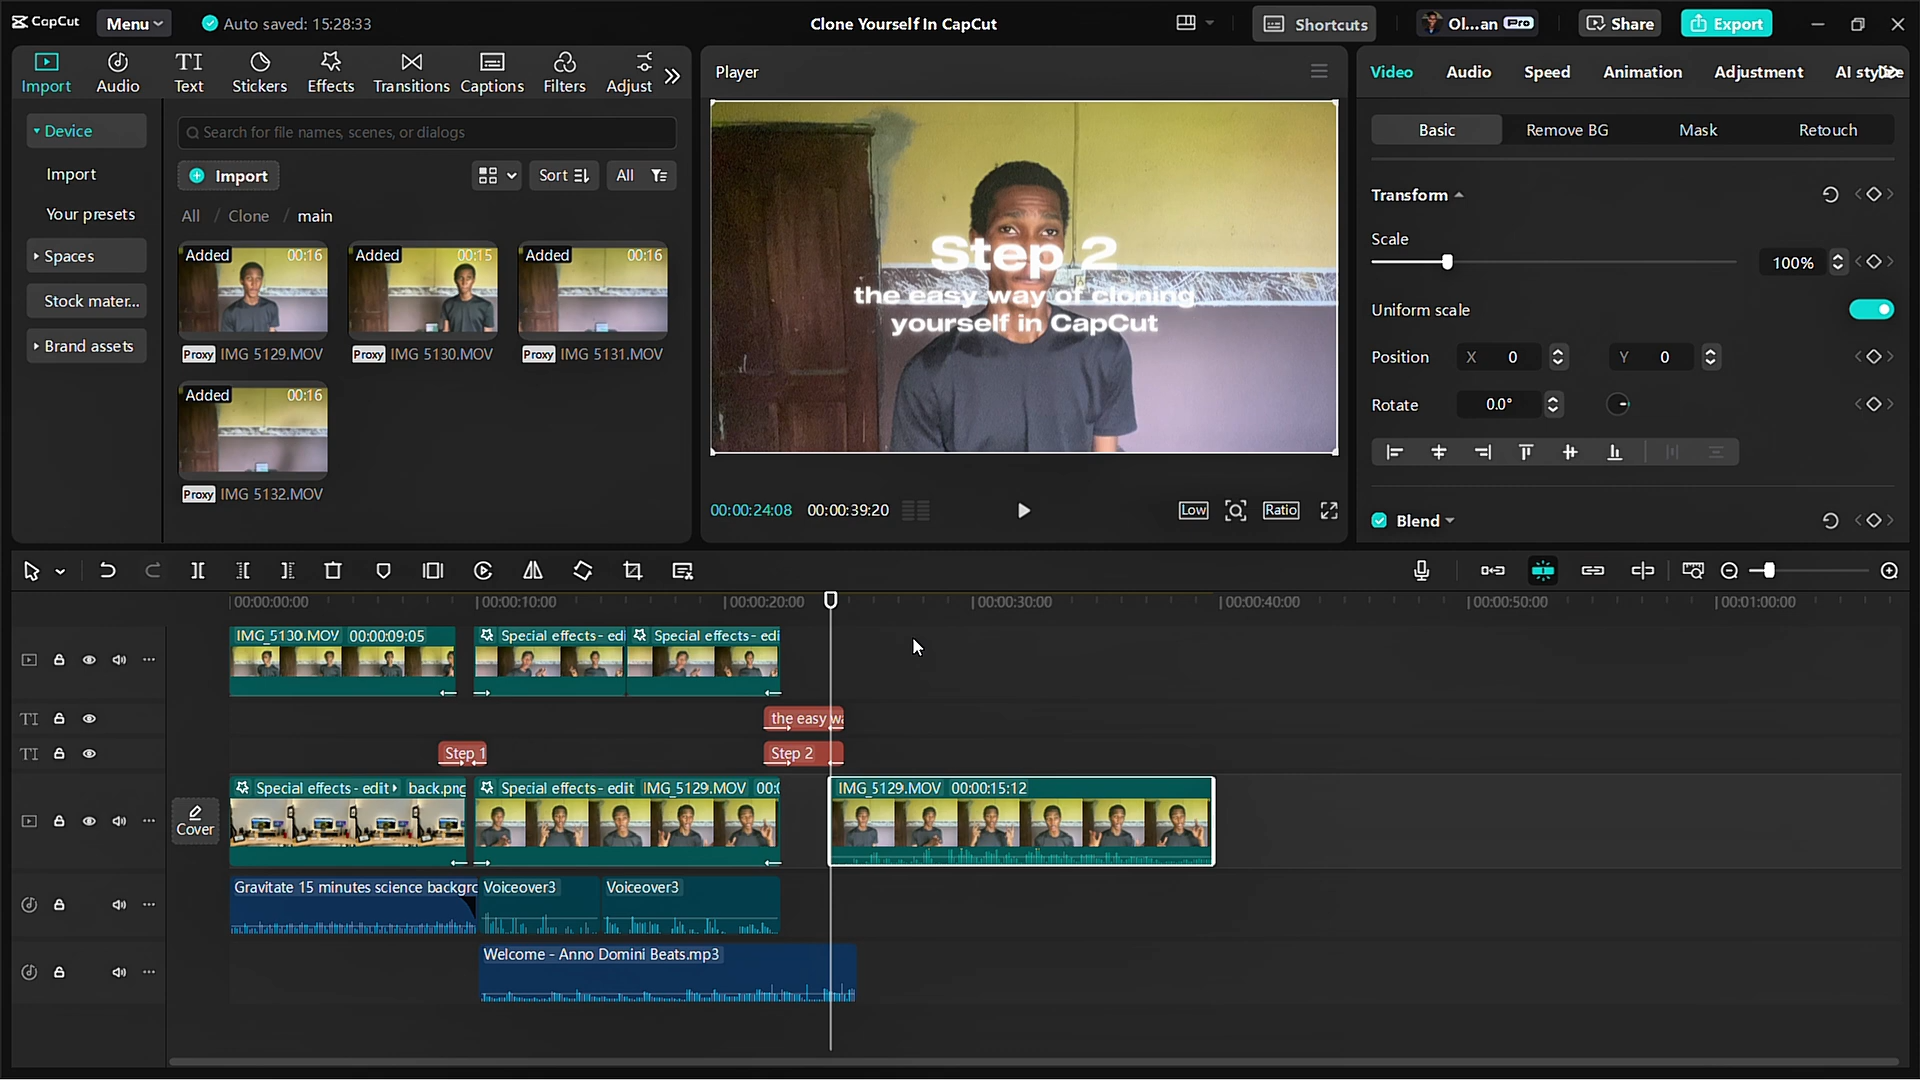 CapCut
Menu
Auto saved: 15:28:33
Clone Yourself In CapCut
Shortcuts
Ol...an Pro
Share
Export
Import
Audio
Text
Stickers
Effects
Transitions
Captions
Filters
Adjust
Device
Import
Your presets
Spaces
Stock mater...
Brand assets
Search for file names, scenes, or dialogs
Import
Sort
All
All / Clone / main
Added 00:16
Added 00:15
Added 00:16
Proxy IMG 5129.MOV
Proxy IMG 5130.MOV
Proxy IMG 5131.MOV
Added 00:16
Proxy IMG 5132.MOV
Player
Step 2
the easy way of cloning
yourself in CapCut
00:00:24:08 00:00:39:20
Low
Ratio
Video
Audio
Speed
Animation
Adjustment
AI
Basic
Remove BG
Mask
Retouch
Transform
Scale
100%
Uniform scale
Position X 0 Y 0
Rotate 0.0°
Blend
00:00:00:00
00:00:10:00
00:00:20:00
00:00:30:00
00:00:40:00
00:00:50:00
00:01:00:00
IMG_5130.MOV 00:00:09:05
Special effects - edi
Special effects - edi
TI
the easy wa
TI
Step 1
Step 2
Cover
Special effects - edit
back.png
Special effects - edit
IMG_5129.MOV 00:0
IMG_5129.MOV 00:00:15:12
Gravitate 15 minutes science backgrc
Voiceover3
Voiceover3
Welcome - Anno Domini Beats.mp3